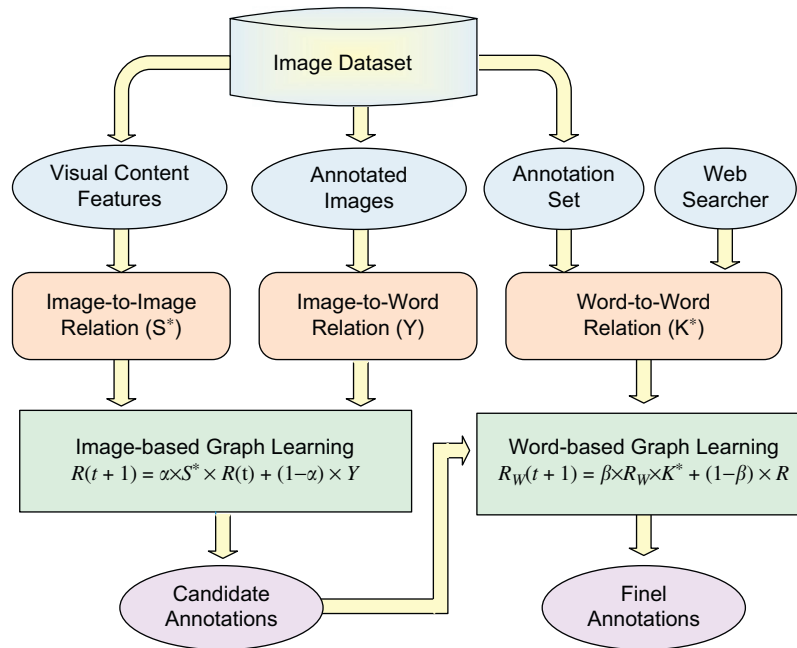 Image Dataset
Visual Content
Features
Annotated
Images
Annotation
Set
Web
Searcher
Image-to-Image
Relation (S*)
Image-to-Word
Relation (Y)
Word-to-Word
Relation (K*)
Image-based Graph Learning
R(t + 1) = α×S* × R(t) + (1−α) × Y
Word-based Graph Learning
R_W(t + 1) = β×R_W×K* + (1−β) × R
Candidate
Annotations
Finel
Annotations